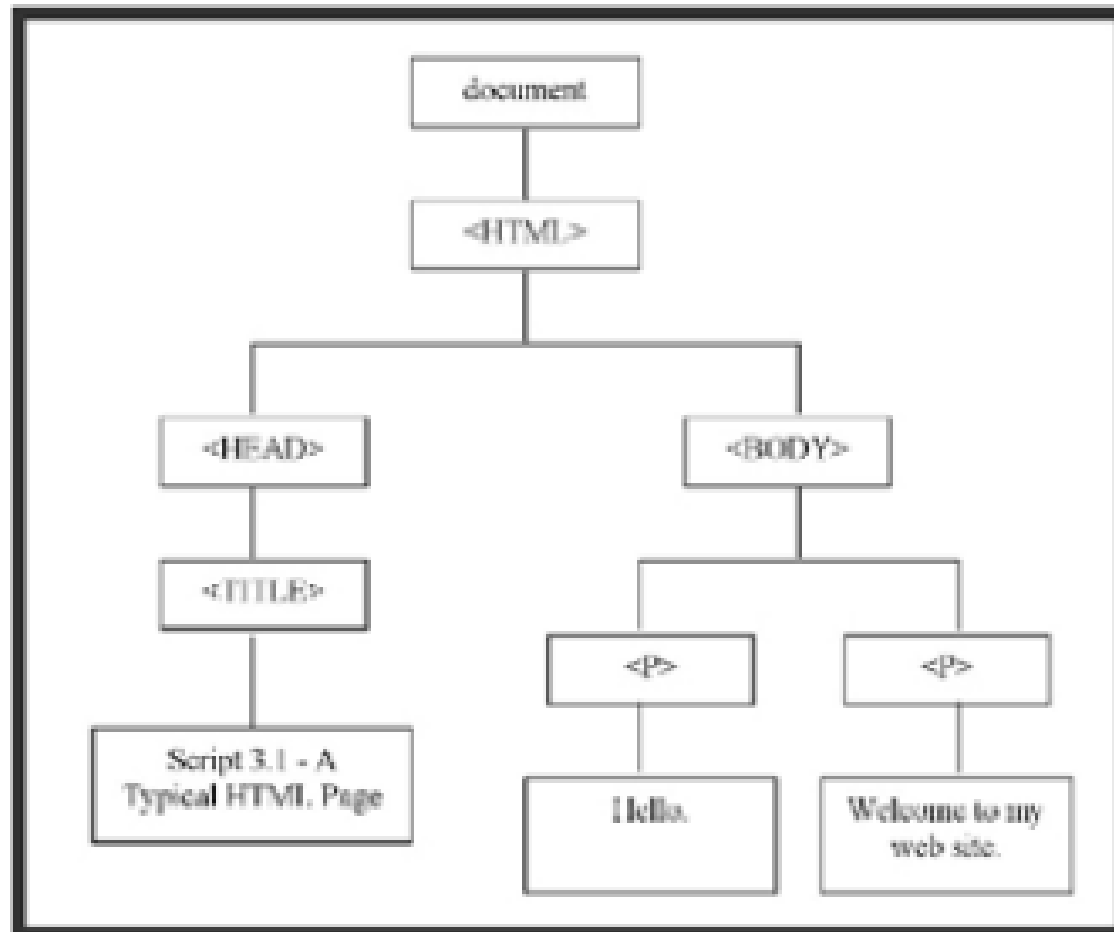 document
<HTML>
<HEAD>
<BODY>
<TITLE>
<P>
<P>
Script 3.1 - A
Typical HTML Page
Hello.
Welcome to my
web site.